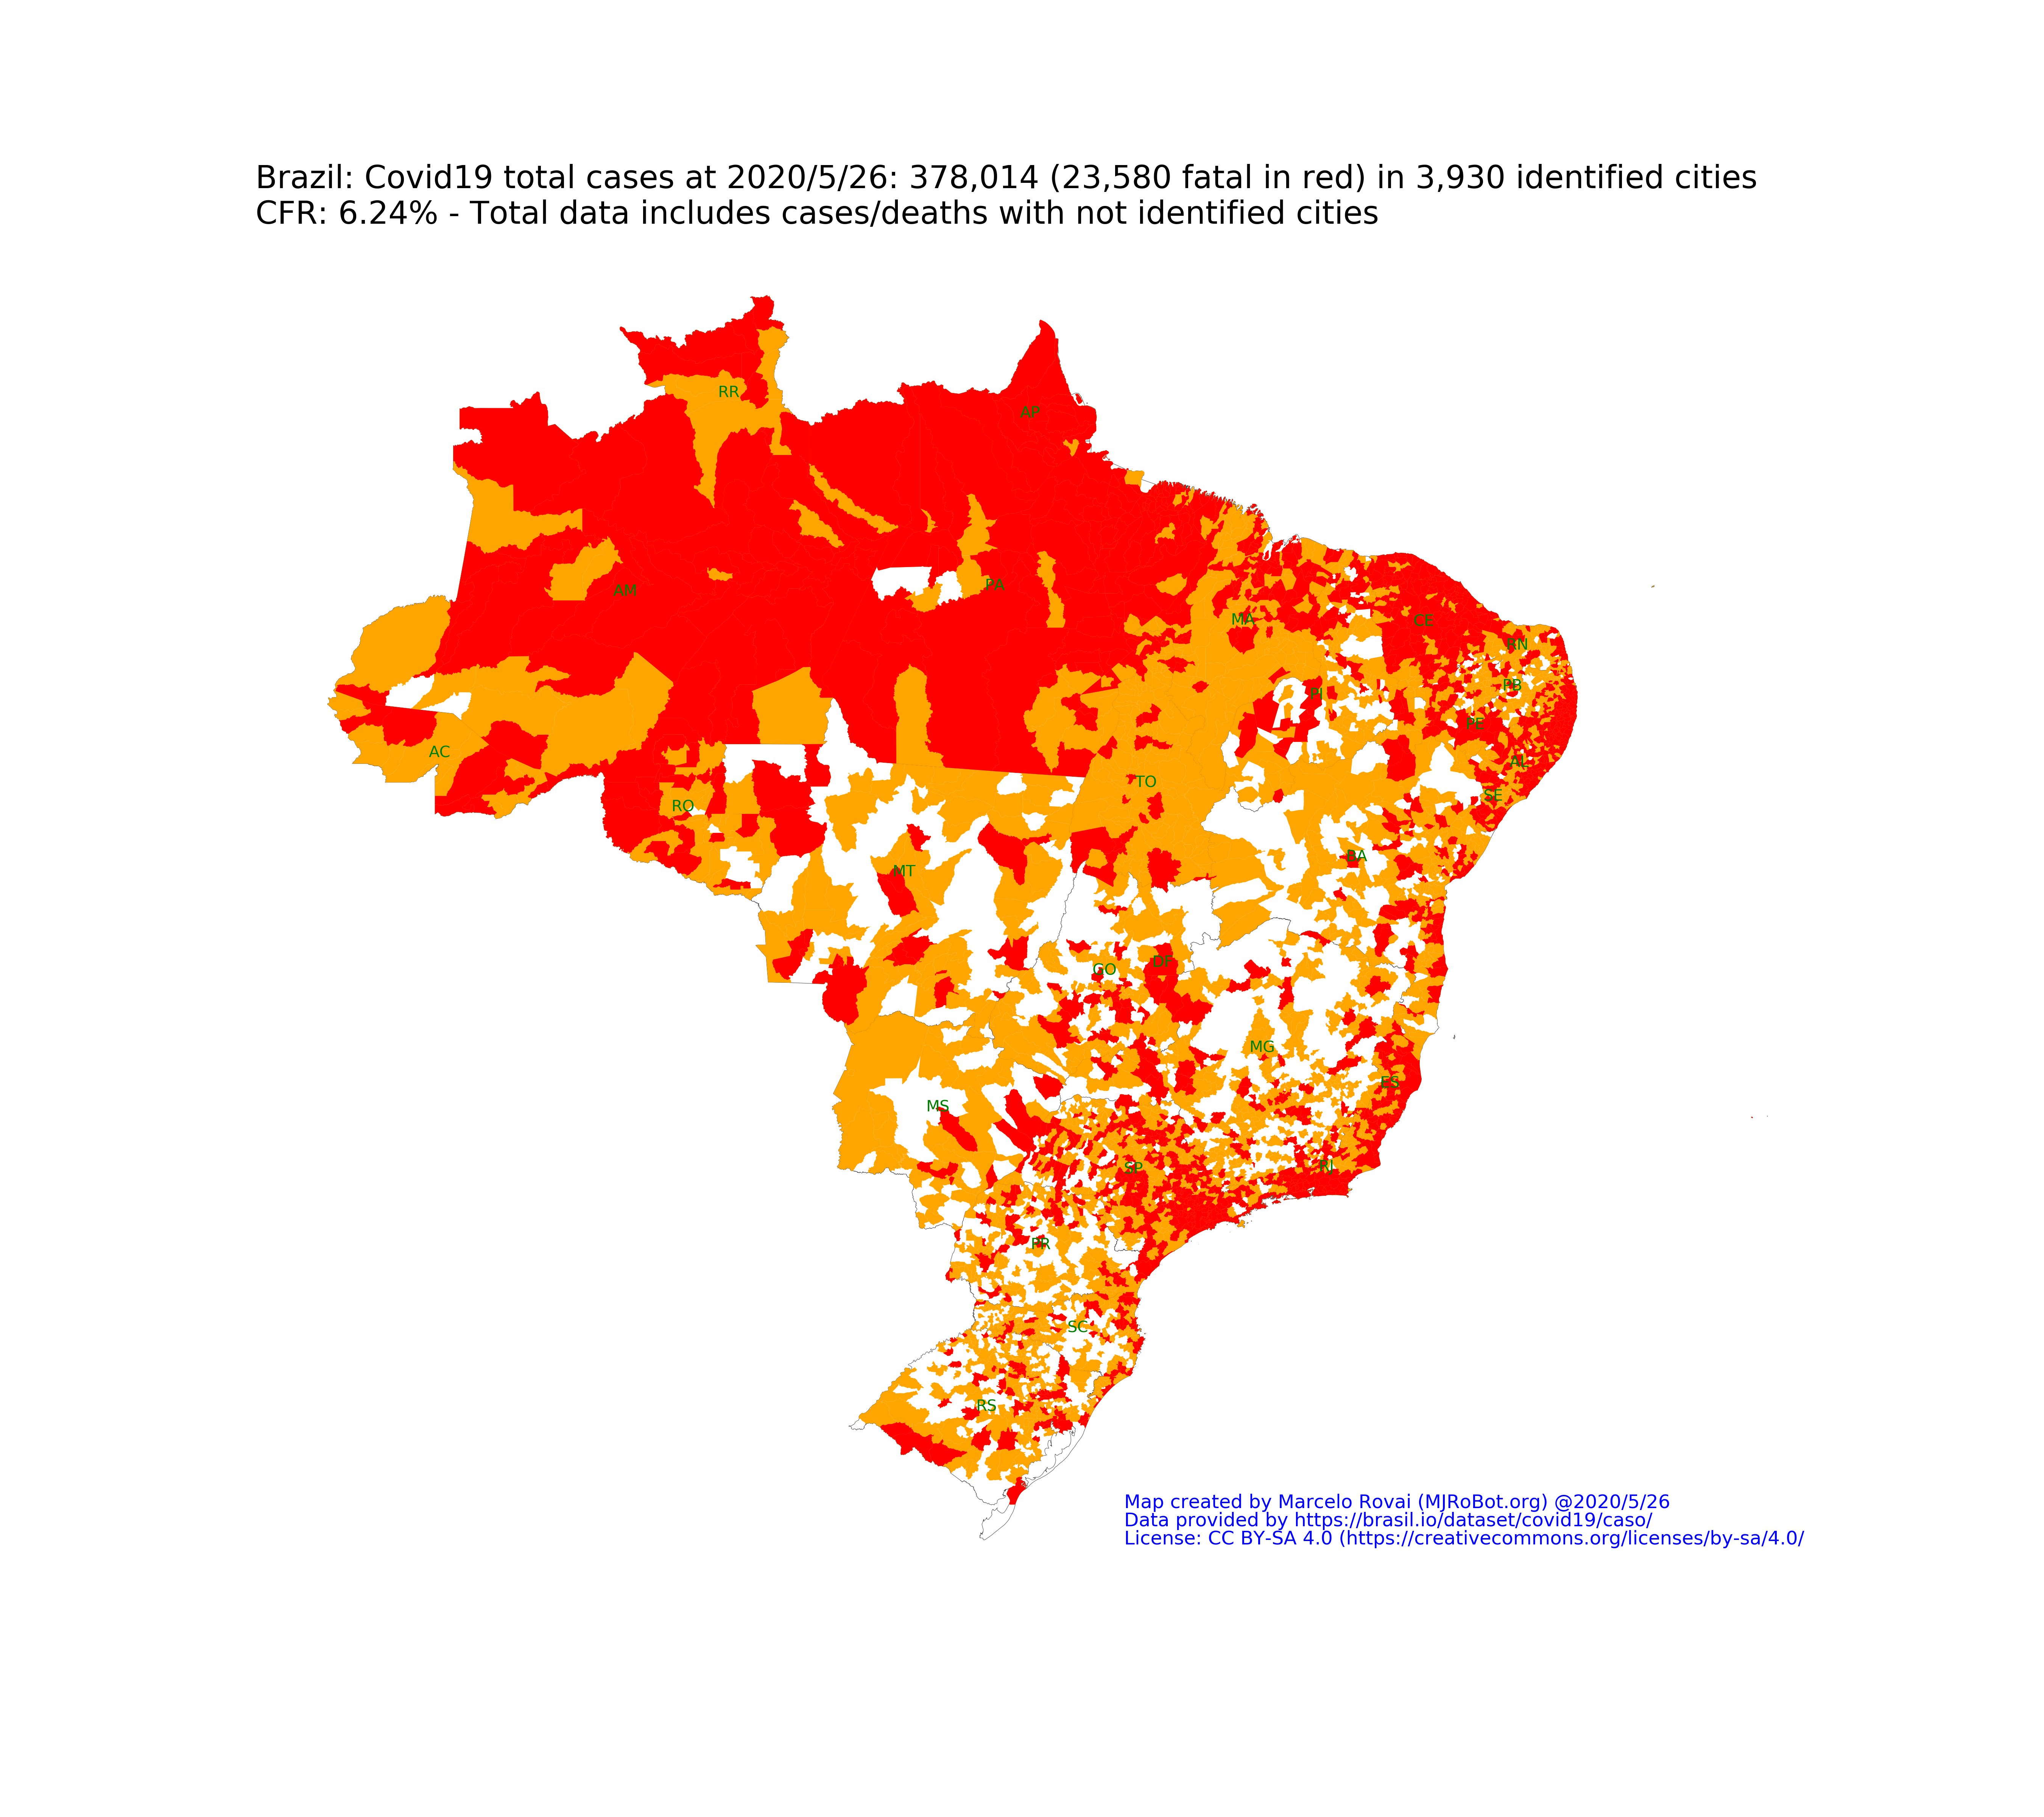 Brazil: Covid19 total cases at 2020/5/26: 378,014 (23,580 fatal in red) in 3,930 identified cities
CFR: 6.24% - Total data includes cases/deaths with not identified cities
RR
AP
AM
PA
MA
CE
RN
PB
PI
PE
AC
AL
TO
SE
RO
BA
MT
DF
GO
MG
ES
MS
SP
RJ
PR
SC
RS
Map created by Marcelo Rovai (MJRoBot.org) @2020/5/26
Data provided by https://brasil.io/dataset/covid19/caso/
License: CC BY-SA 4.0 (https://creativecommons.org/licenses/by-sa/4.0/